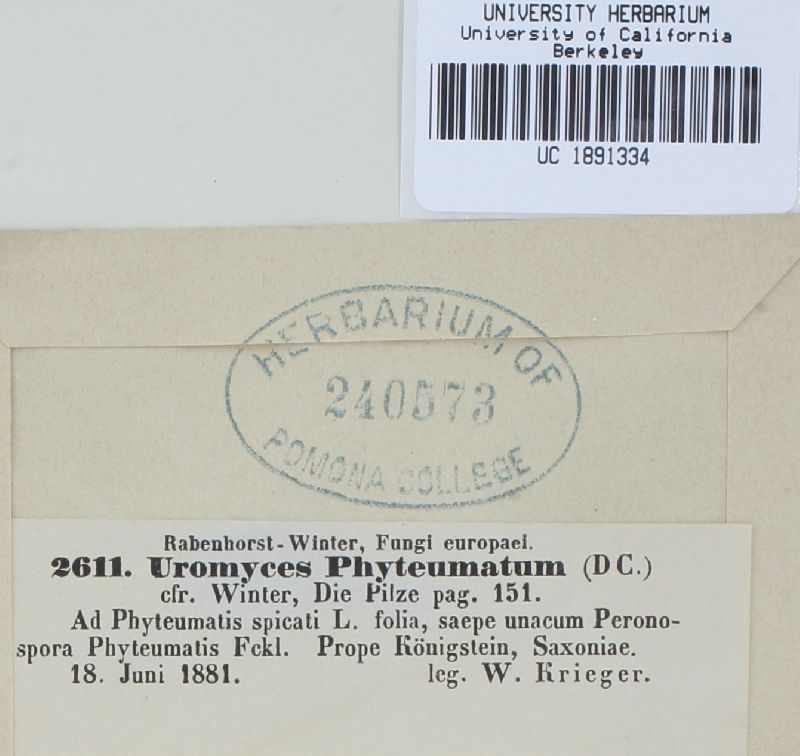 UNIVERSITY HERBARIUM
University of California
Berkeley
UC 1891334
HERBARIUM OF
240573
POMONA COLLEGE
Rabenhorst-Winter, Fungi europaei.
2611. Uromyces Phyteumatum (DC.)
cfr. Winter, Die Pilze pag. 151.
Ad Phyteumatis spicati L. folia, saepe unacum Perono-
spora Phyteumatis Fckl. Prope Königstein, Saxoniae.
18. Juni 1881. leg. W. Krieger.